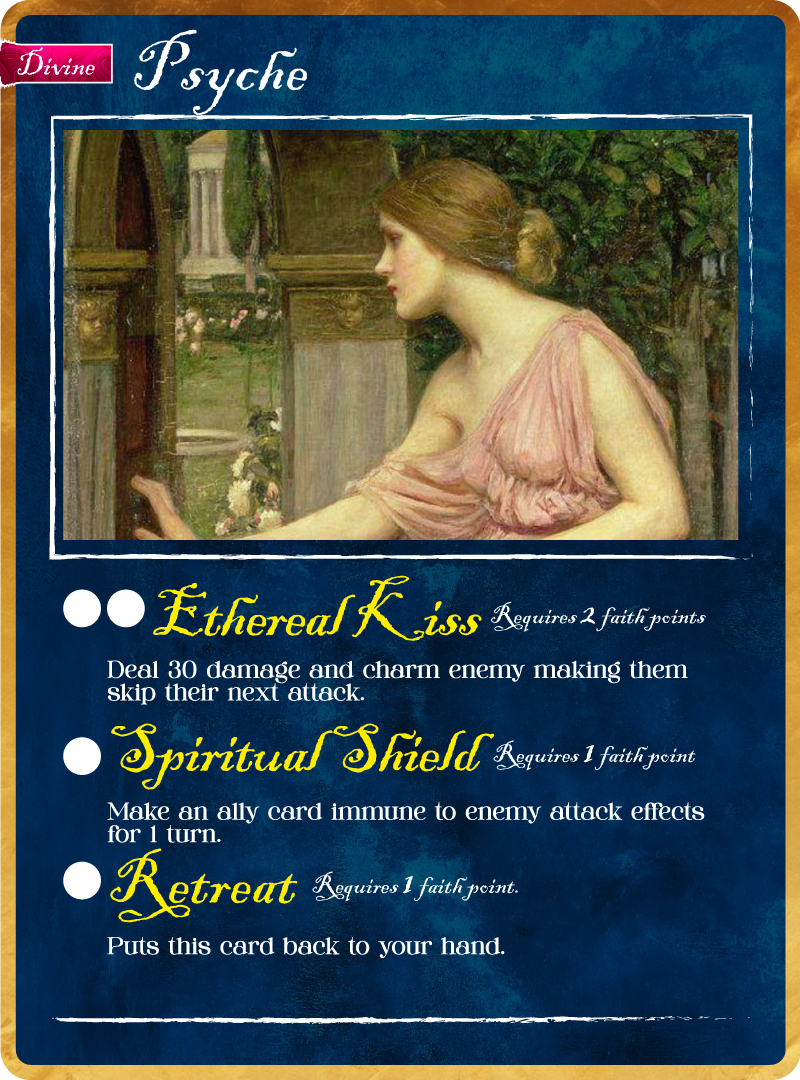 Divine
Psyche
Ethereal Kiss Requires 2 faith points
Deal 30 damage and charm enemy making them
skip their next attack.
Spiritual Shield Requires 1 faith point
Make an ally card immune to enemy attack effects
for 1 turn.
Retreat Requires 1 faith point.
Puts this card back to your hand.